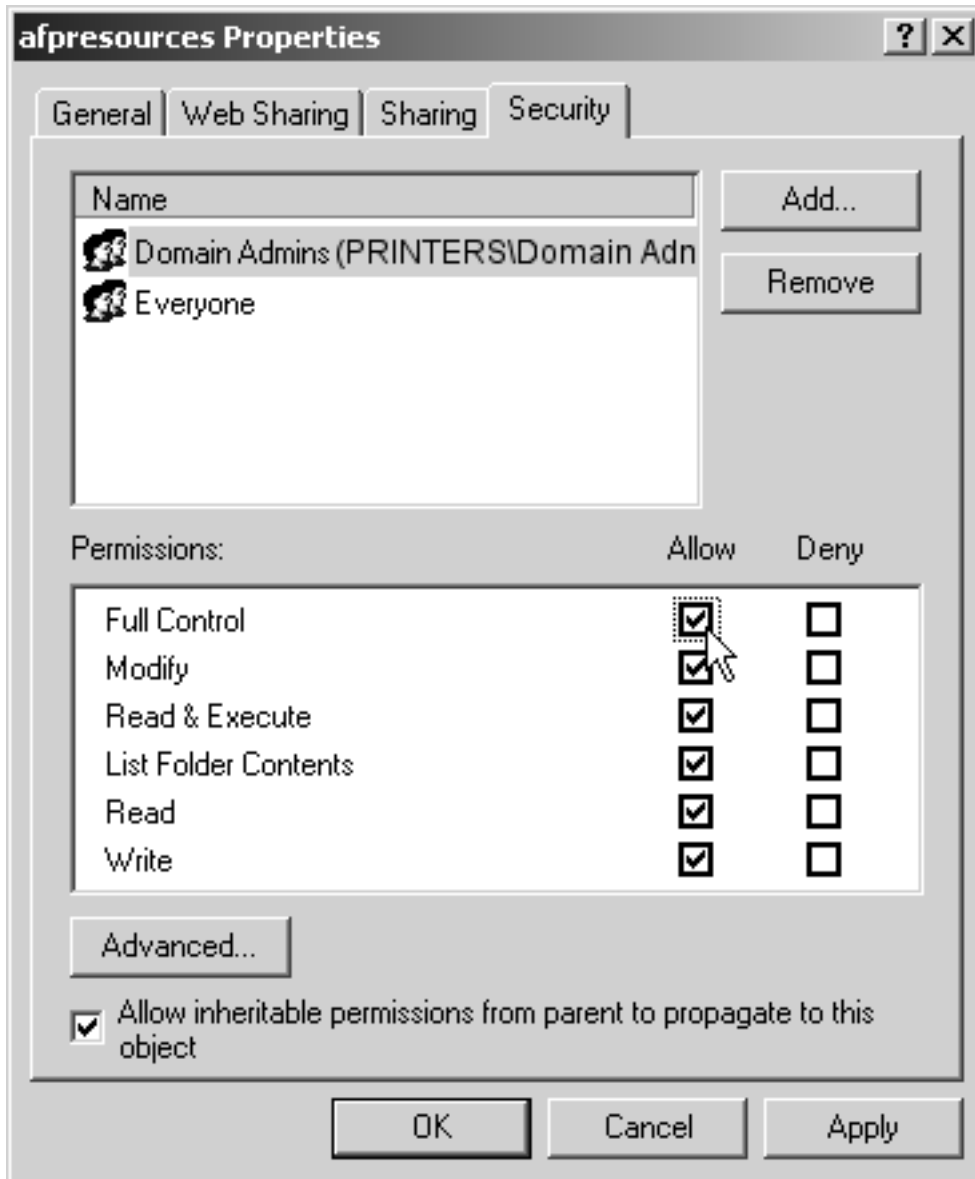 afpresources Properties ? X
General Web Sharing Sharing Security
Name
Add...
Domain Admins (PRINTERS\Domain Adn
Remove
Everyone
Permissions: Allow Deny
Full Control
Modify
Read & Execute
List Folder Contents
Read
Write
Advanced...
Allow inheritable permissions from parent to propagate to this
object
OK Cancel Apply